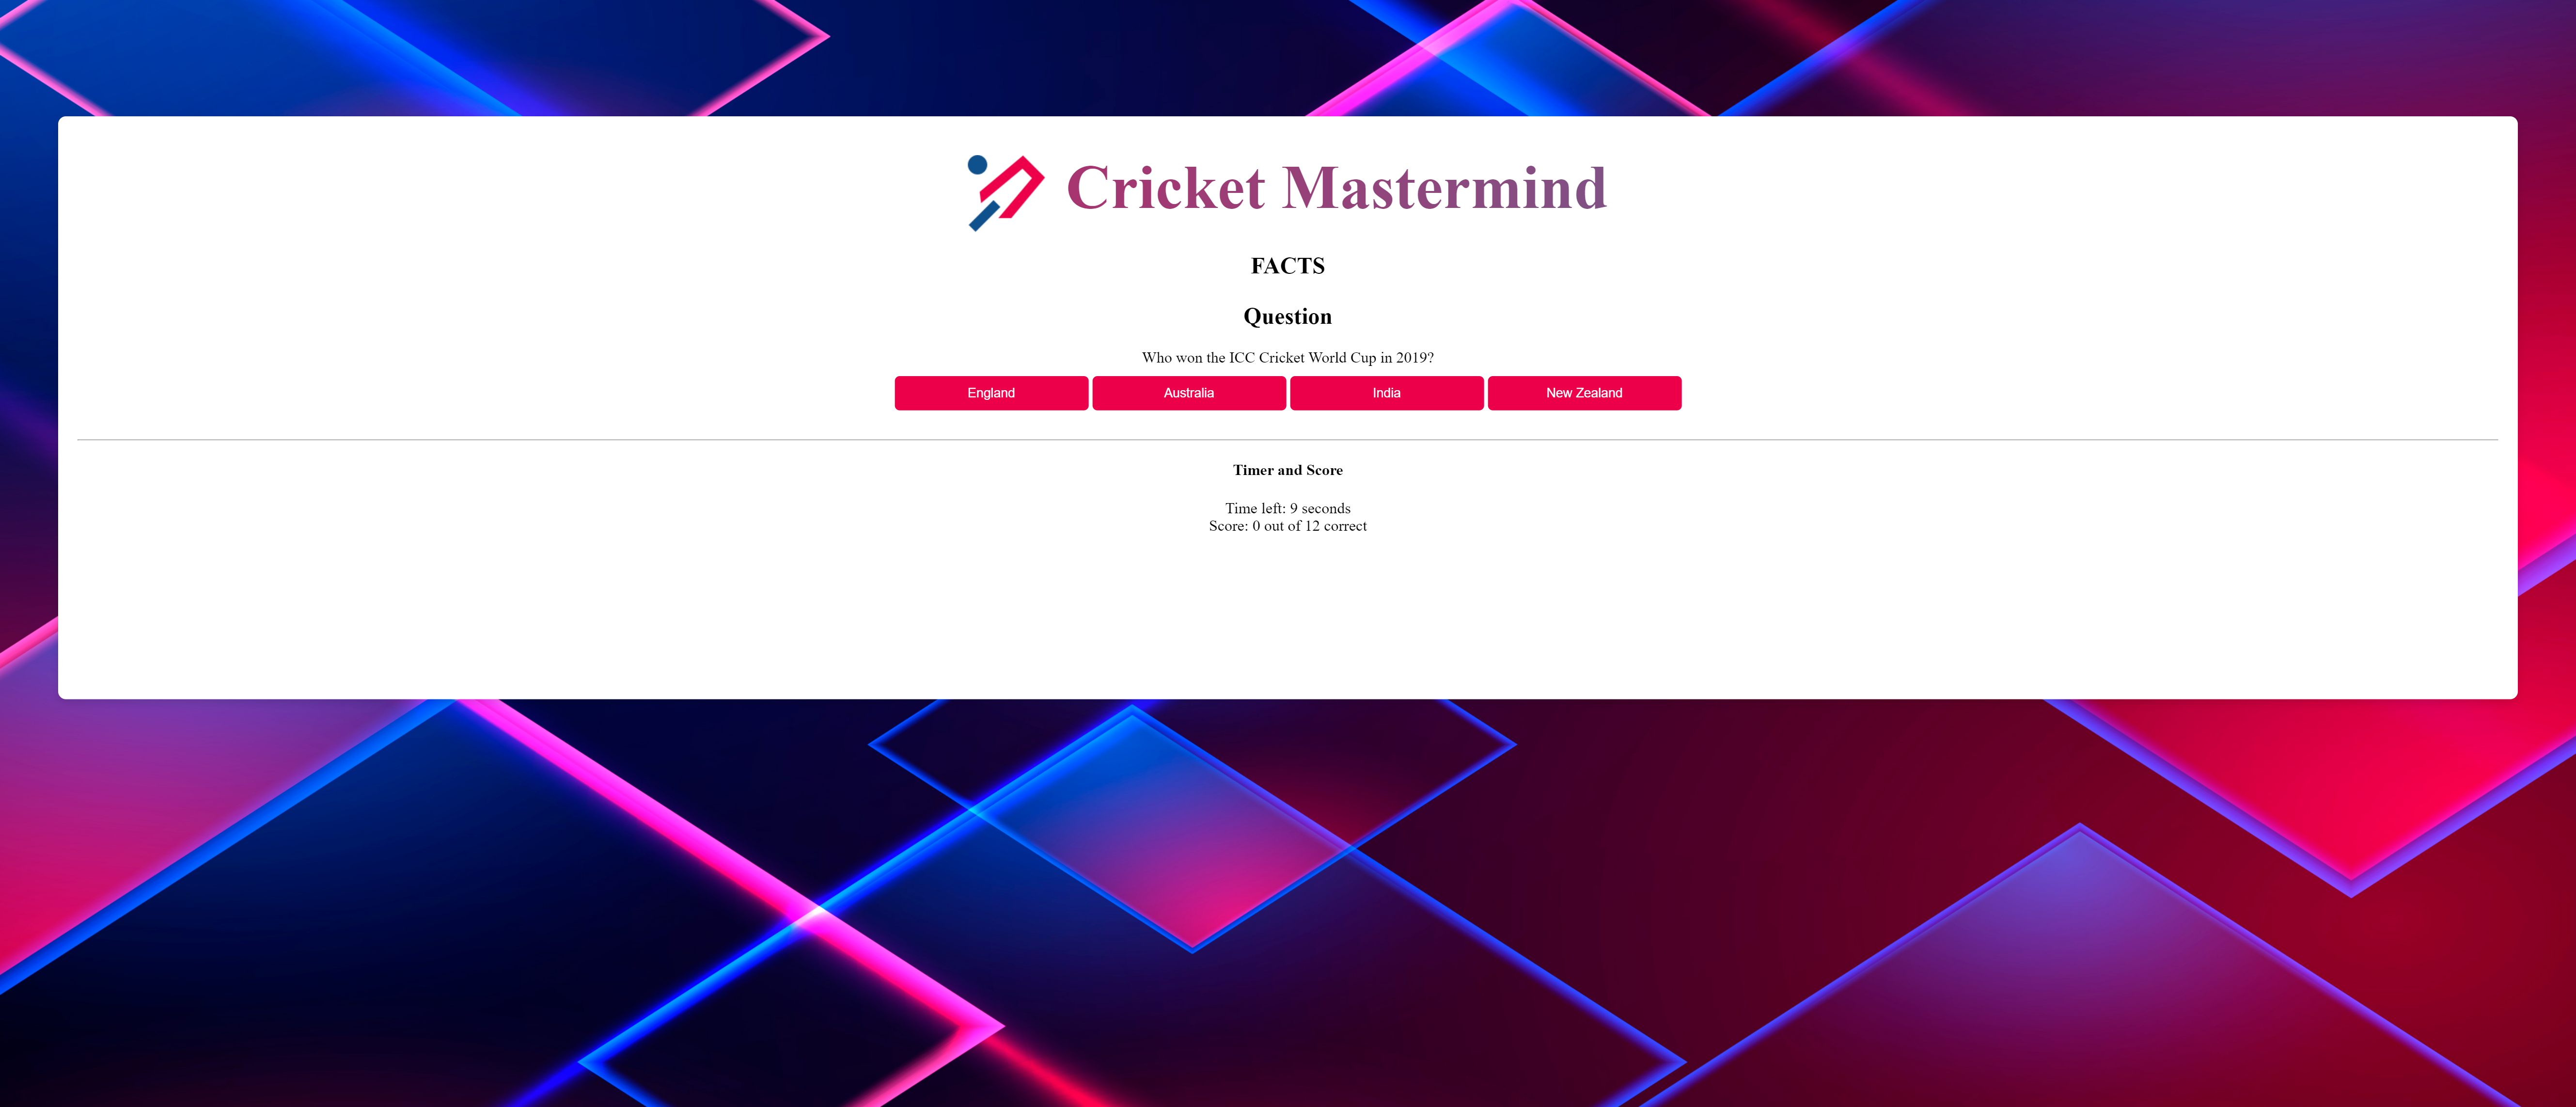 Cricket Mastermind
FACTS
Question
Who won the ICC Cricket World Cup in 2019?
England Australia India New Zealand
Timer and Score
Time left: 9 seconds
Score: 0 out of 12 correct